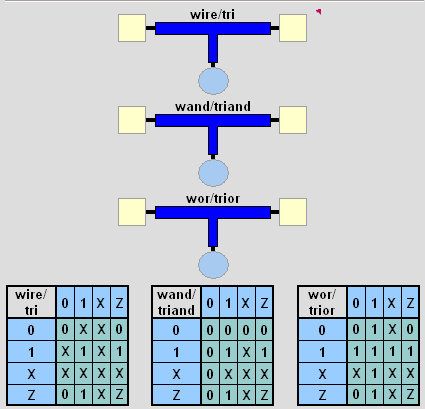 wire/tri
wand/triand
wor/trior
wire/ tri 0 1 X Z
0 0 X X 0
1 X 1 X 1
X X X X X
Z 0 1 X Z
wand/ triand 0 1 X Z
0 0 0 0 0
1 0 1 X 1
X 0 X X X
Z 0 1 X Z
wor/ trior 0 1 X Z
0 0 1 X 0
1 1 1 1 1
X X 1 X X
Z 0 1 X Z